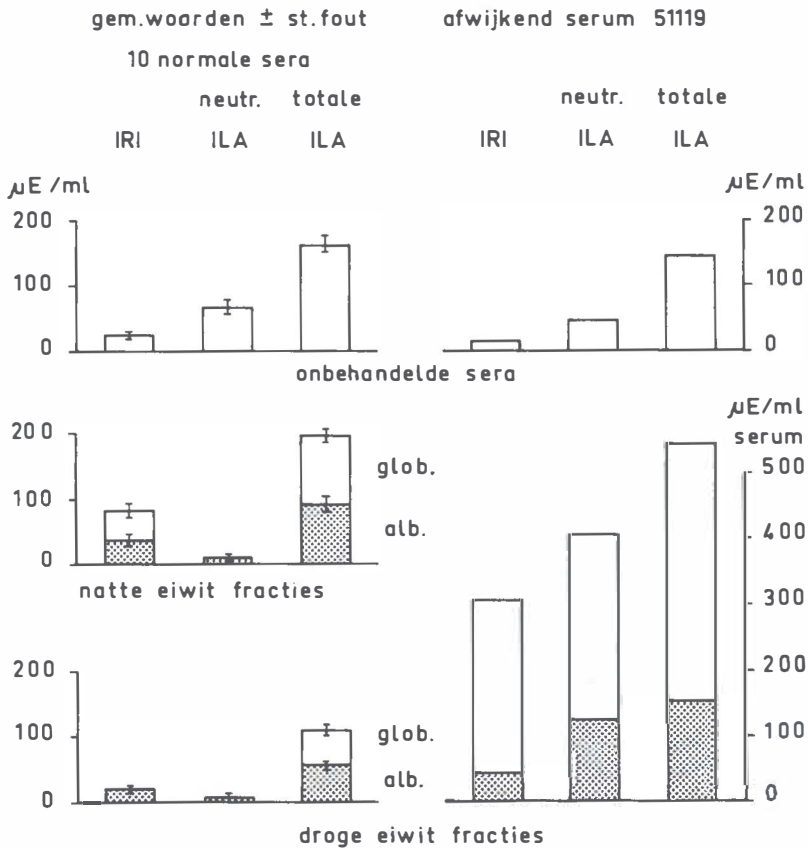 gem.waarden ± st.fout afwijkend serum 51119
10 normale sera
neutr. totale neutr. totale
IRI ILA ILA IRI ILA ILA
µE/ml µE/ml
200 200
100 100
0 0
onbehandelde sera
µE/ml
serum
200 glob. 500
100 alb. 400
0
natte eiwit fracties
300
200 200
100 glob. 100
alb.
0 0
droge eiwit fracties